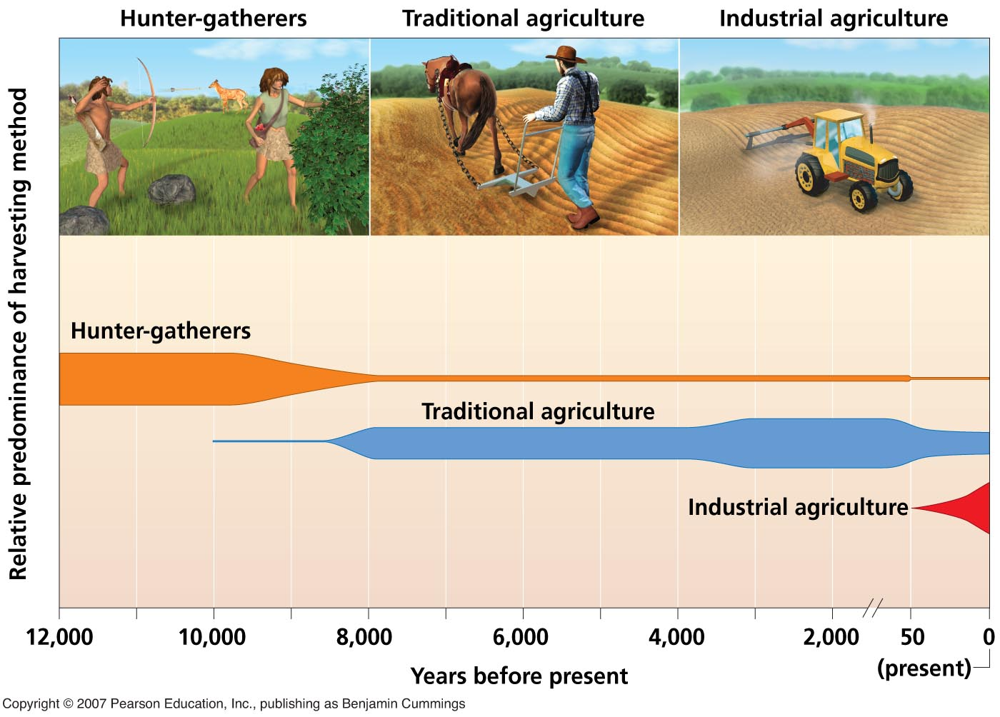 Hunter-gatherers
Traditional agriculture
Industrial agriculture
Relative predominance of harvesting method
Hunter-gatherers
Traditional agriculture
Industrial agriculture
12,000
10,000
8,000
6,000
4,000
2,000
50
0
(present)
Years before present
Copyright © 2007 Pearson Education, Inc., publishing as Benjamin Cummings